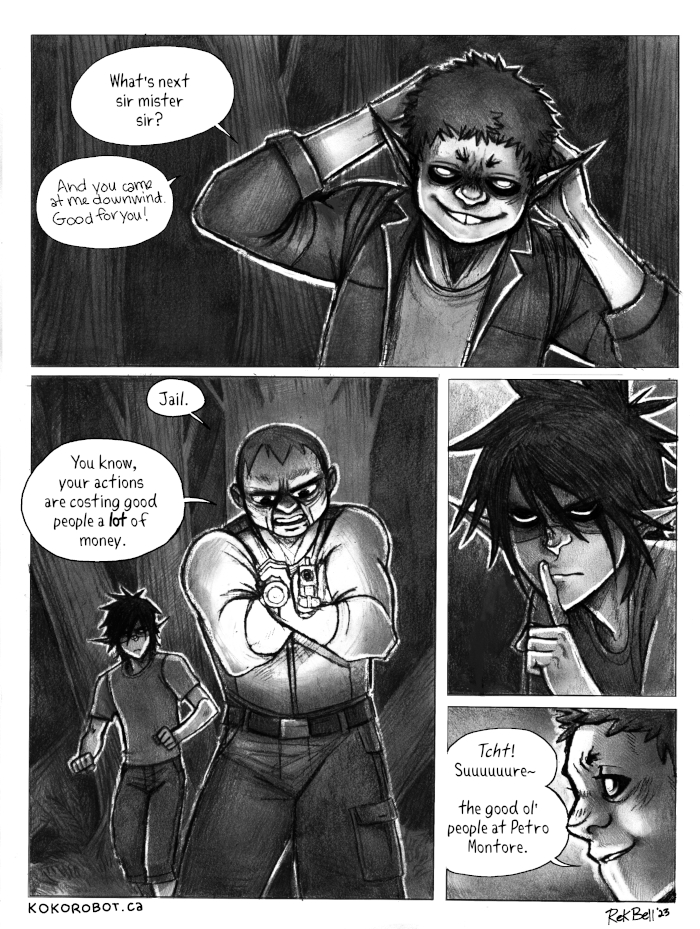 What's next
sir mister
sir?
And you came
at me downwind.
Good for you!
Jail.
You know,
your actions
are costing good
people a lot of
money.
Tcht!
Suuuuuure~
the good ol'
people at Petro
Montore.
KOKOROBOT.ca
Rek Bell '23